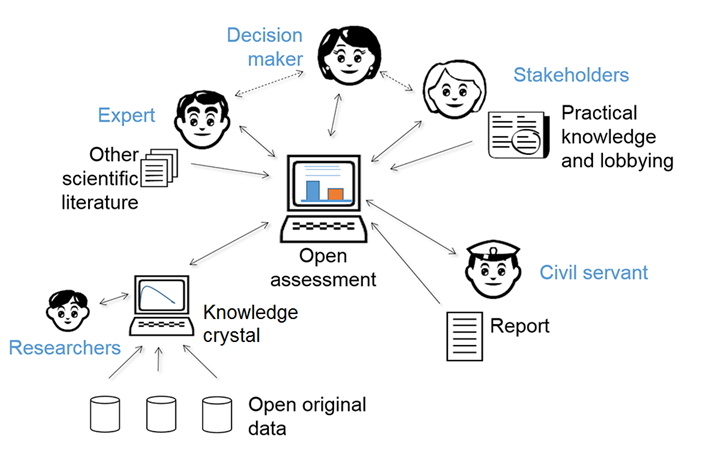 Decision
maker
Stakeholders
Expert
Practical
knowledge
and lobbying
Other
scientific
literature
Open
assessment
Civil servant
Knowledge
crystal
Report
Researchers
Open original
data